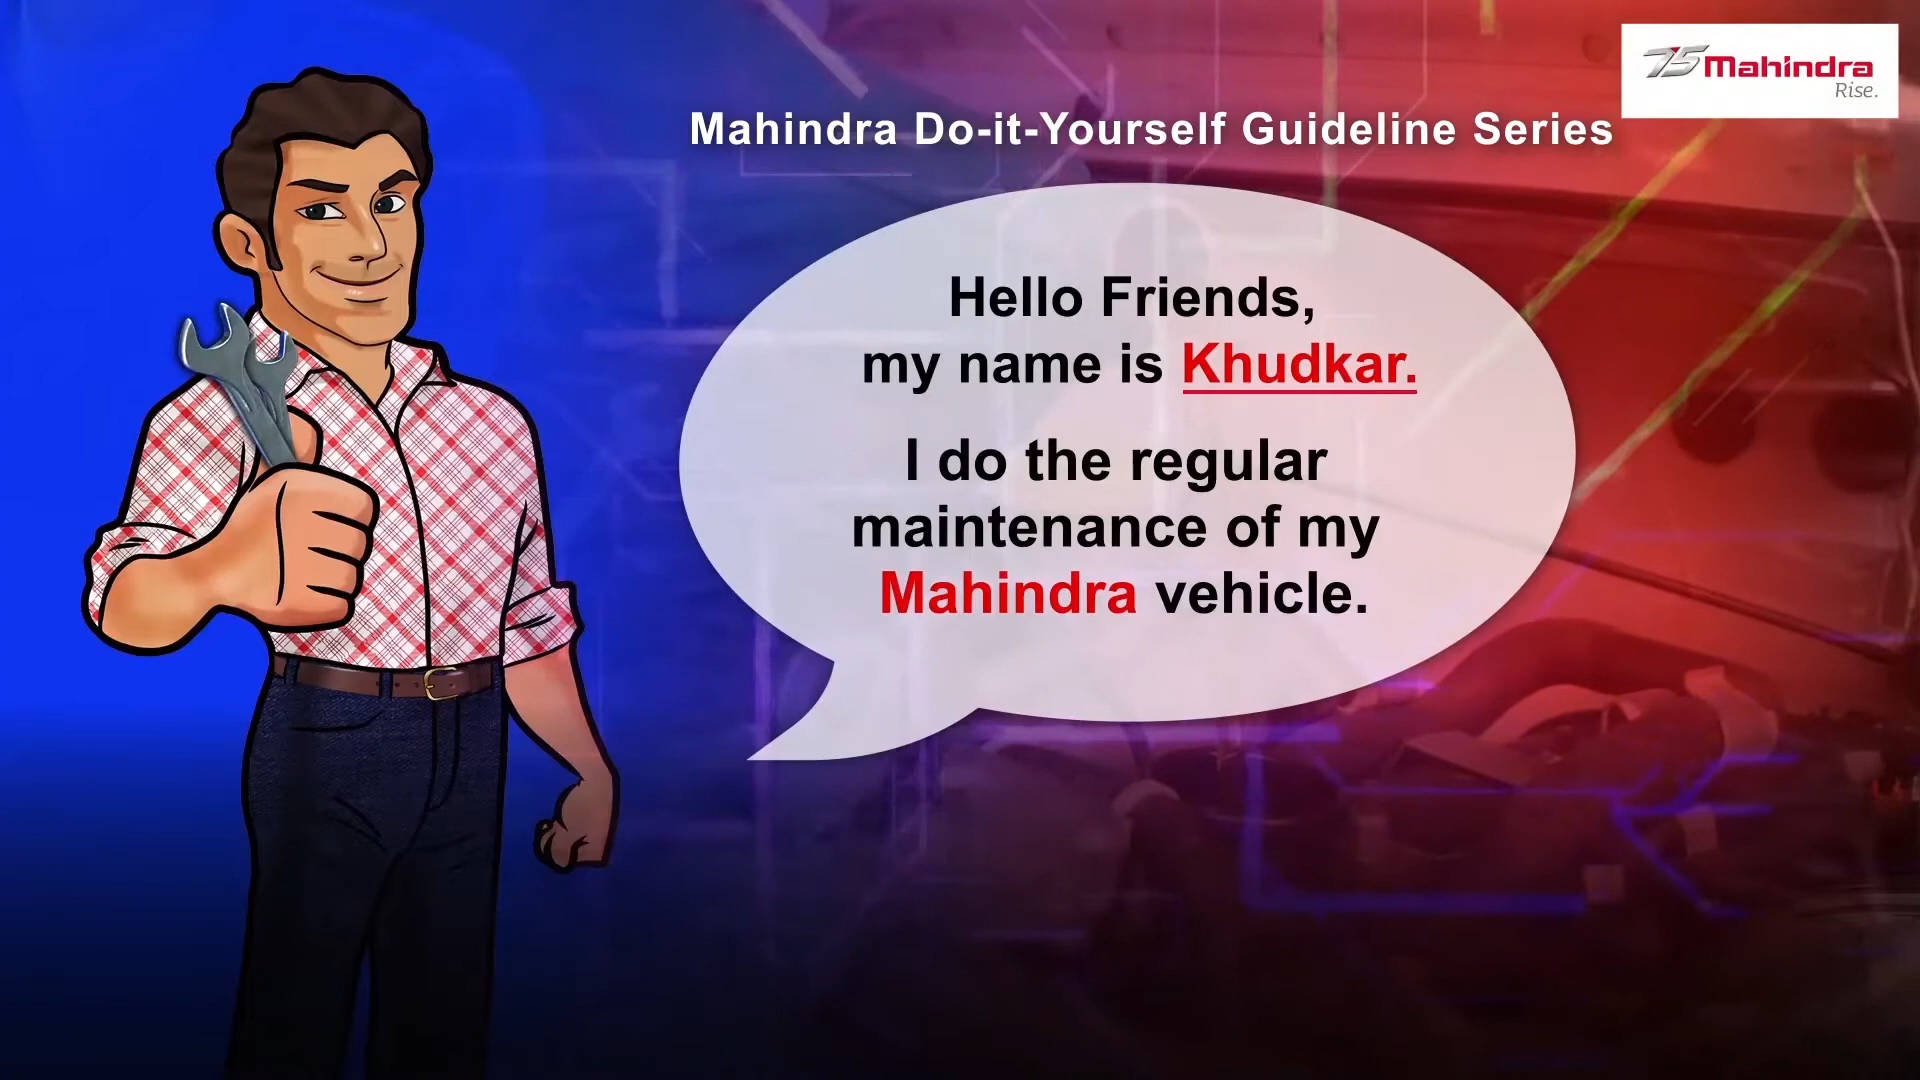 75 Mahindra
Rise.
Mahindra Do-it-Yourself Guideline Series
Hello Friends,
my name is Khudkar.
I do the regular
maintenance of my
Mahindra vehicle.